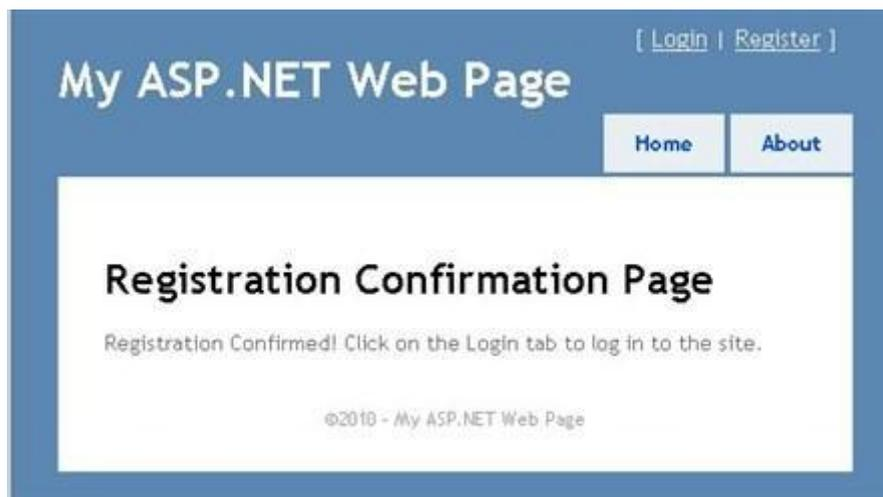 [ Login | Register ]
My ASP.NET Web Page
Home About
Registration Confirmation Page
Registration Confirmed! Click on the Login tab to log in to the site.
©2010 - My ASP.NET Web Page